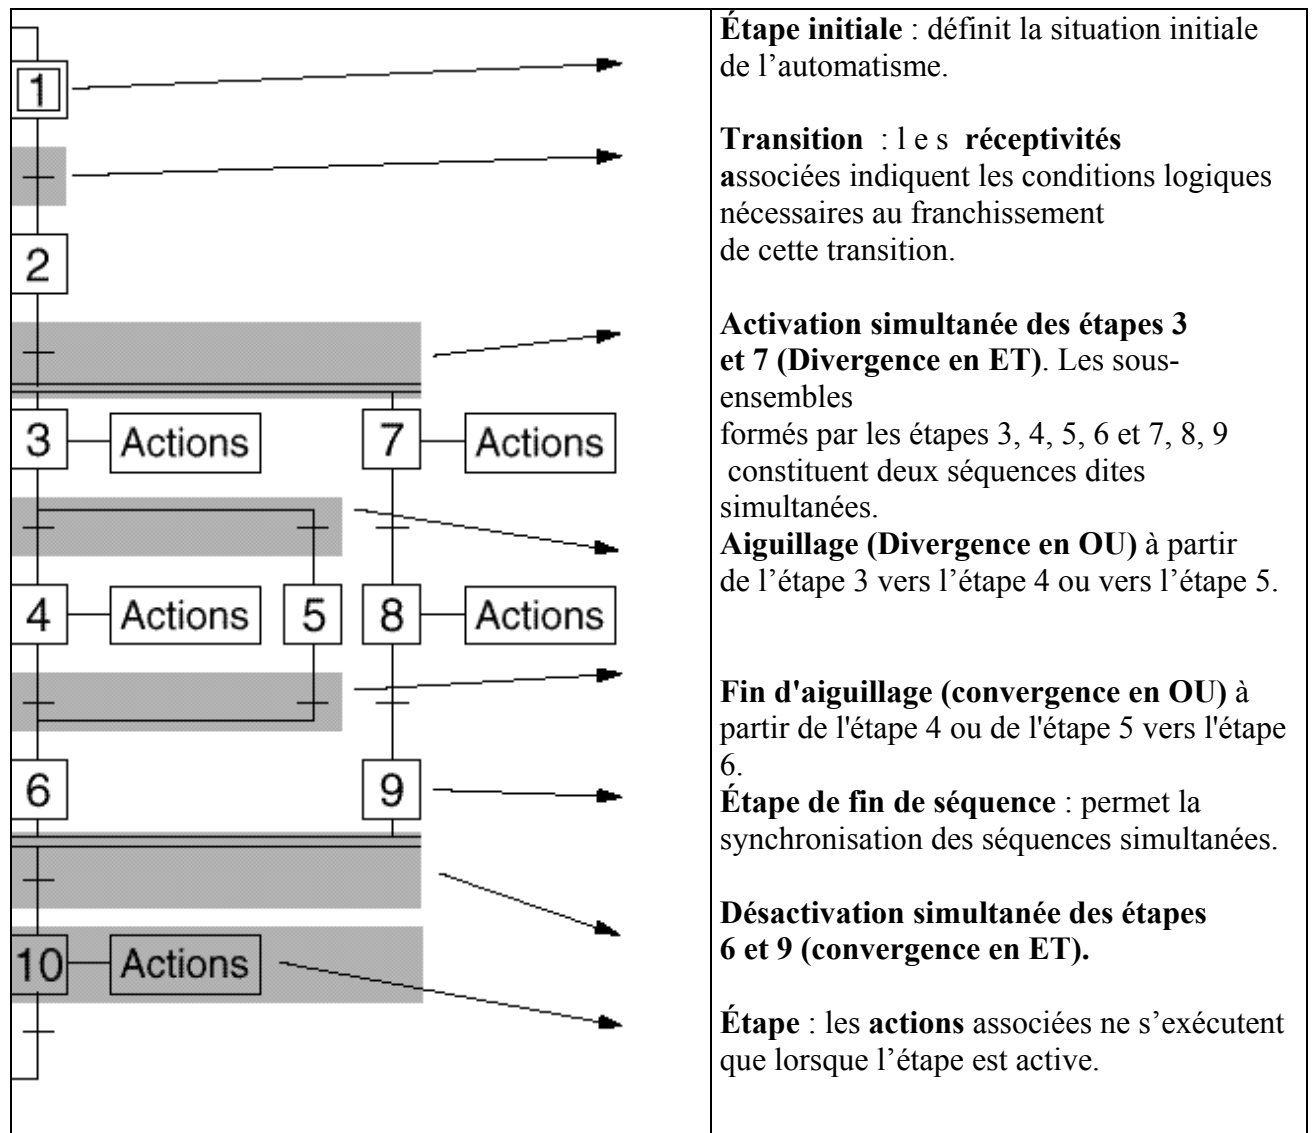 1
2
3 Actions 7 Actions
4 Actions 5 8 Actions
6 9
10 Actions
Étape initiale : définit la situation initiale
de l’automatisme.
Transition : l e s réceptivités
associées indiquent les conditions logiques
nécessaires au franchissement
de cette transition.
Activation simultanée des étapes 3
et 7 (Divergence en ET). Les sous-
ensembles
formés par les étapes 3, 4, 5, 6 et 7, 8, 9
constituent deux séquences dites
simultanées.
Aiguillage (Divergence en OU) à partir
de l’étape 3 vers l’étape 4 ou vers l’étape 5.
Fin d'aiguillage (convergence en OU) à
partir de l'étape 4 ou de l'étape 5 vers l'étape
6.
Étape de fin de séquence : permet la
synchronisation des séquences simultanées.
Désactivation simultanée des étapes
6 et 9 (convergence en ET).
Étape : les actions associées ne s’exécutent
que lorsque l’étape est active.